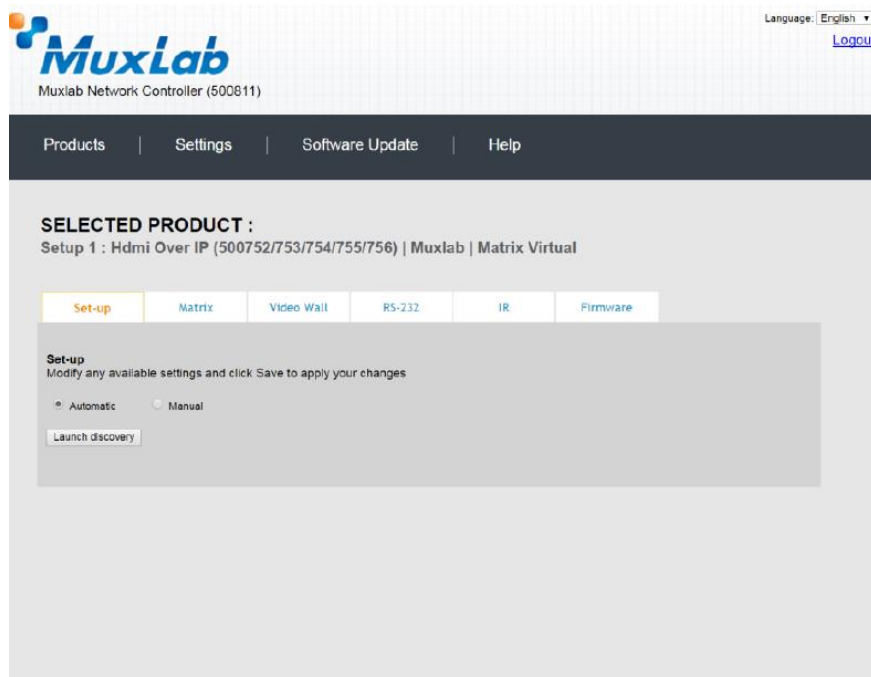 Language: English
Logou
MuxLab
Muxlab Network Controller (500811)
Products | Settings | Software Update | Help
SELECTED PRODUCT :
Setup 1 : Hdmi Over IP (500752/753/754/755/756) | Muxlab | Matrix Virtual
Set-up Matrix Video Wall RS-232 IR Firmware
Set-up
Modify any available settings and click Save to apply your changes
Automatic Manual
Launch discovery